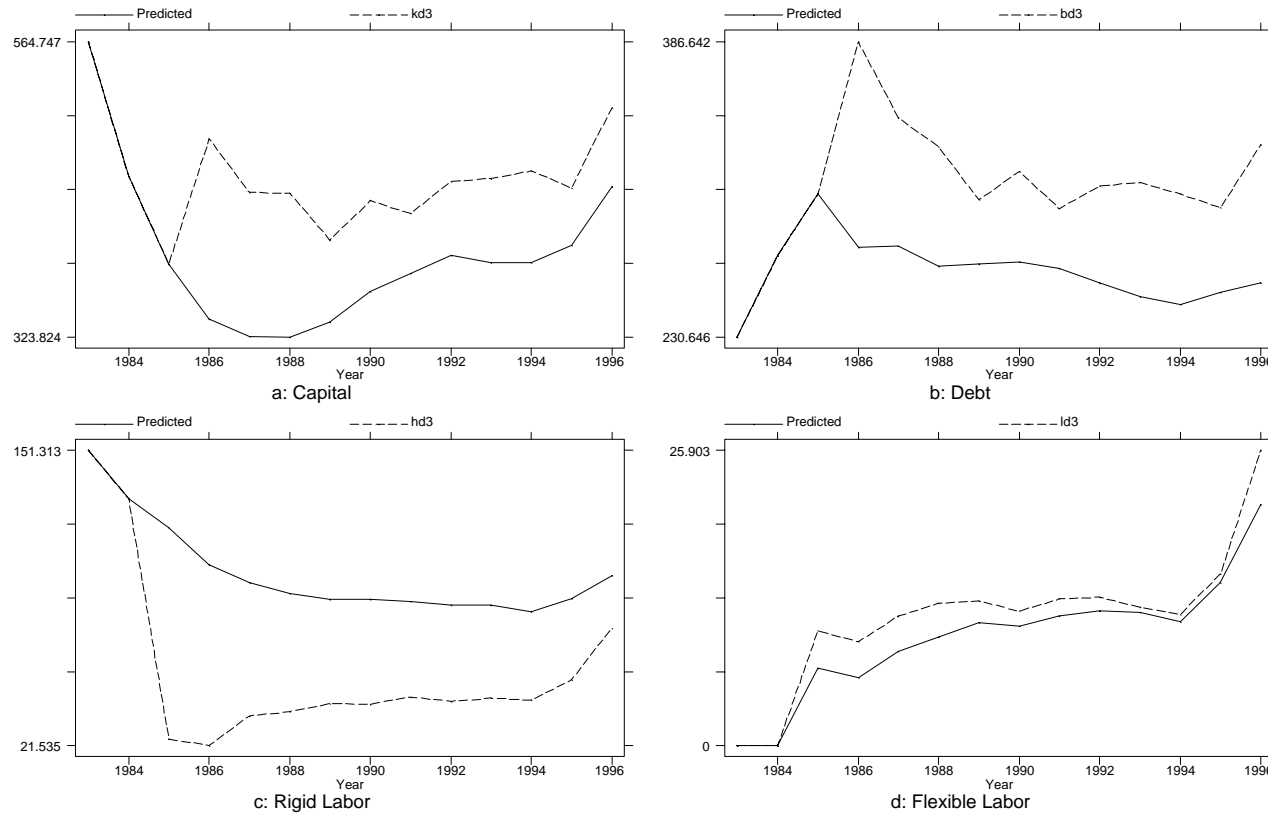 Predicted kd3
564.747
323.824
1984 1986 1988 1990 1992 1994 1996
Year
a: Capital
Predicted bd3
386.642
230.646
1984 1986 1988 1990 1992 1994 1996
Year
b: Debt
Predicted hd3
151.313
21.535
1984 1986 1988 1990 1992 1994 1996
Year
c: Rigid Labor
Predicted ld3
25.903
0
1984 1986 1988 1990 1992 1994 1996
Year
d: Flexible Labor